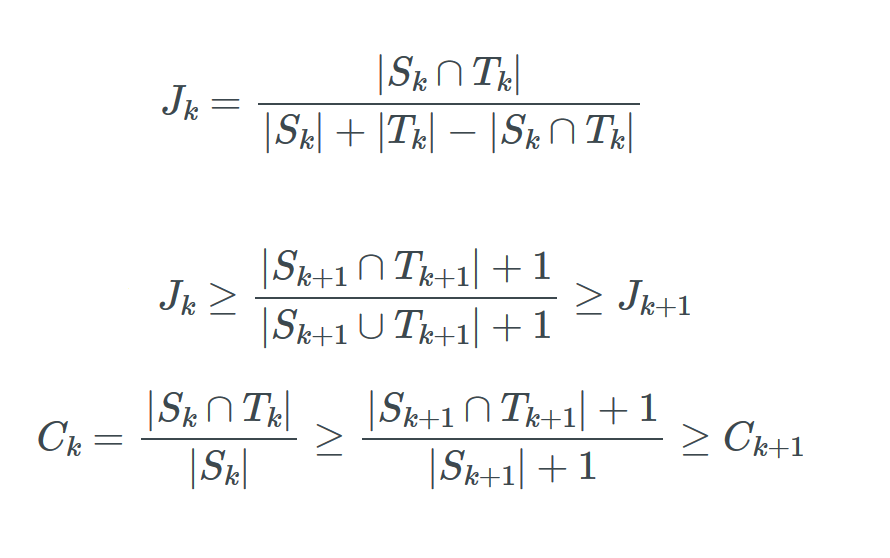 J_k = \frac{|S_k \cap T_k|}{|S_k| + |T_k| - |S_k \cap T_k|}
J_k \geq \frac{|S_{k+1} \cap T_{k+1}| + 1}{|S_{k+1} \cup T_{k+1}| + 1} \geq J_{k+1}
C_k = \frac{|S_k \cap T_k|}{|S_k|} \geq \frac{|S_{k+1} \cap T_{k+1}| + 1}{|S_{k+1}| + 1} \geq C_{k+1}